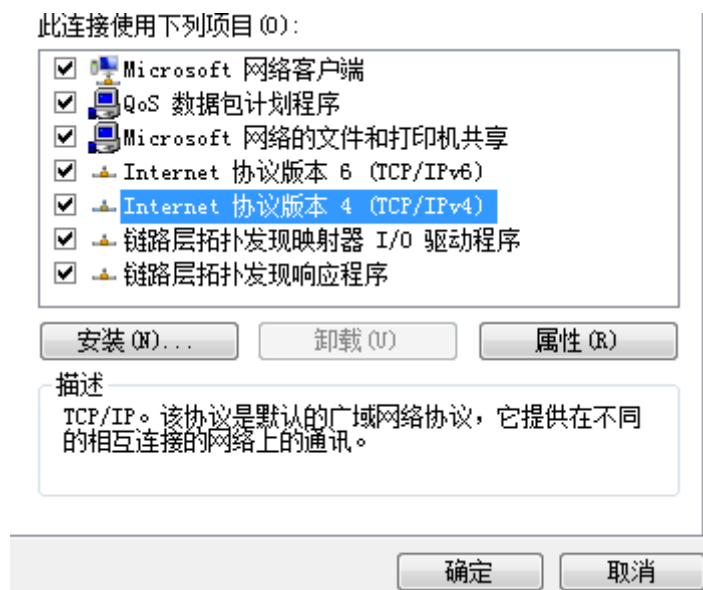 此连接使用下列项目(O):
Microsoft 网络客户端
QoS 数据包计划程序
Microsoft 网络的文件和打印机共享
Internet 协议版本 6 (TCP/IPv6)
Internet 协议版本 4 (TCP/IPv4)
链路层拓扑发现映射器 I/O 驱动程序
链路层拓扑发现响应程序
安装(N)... 卸载(U) 属性(R)
描述
TCP/IP。该协议是默认的广域网络协议，它提供在不同
的相互连接的网络上的通讯。
确定 取消